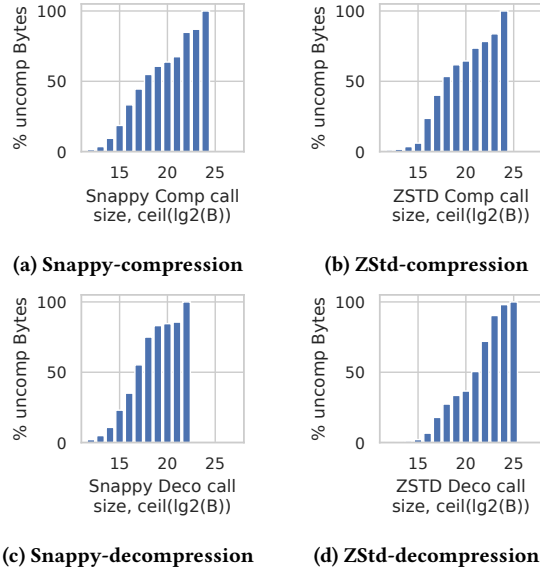 % uncomp Bytes
100
50
0
15 20 25
Snappy Comp call
size, ceil(lg2(B))
(a) Snappy-compression
% uncomp Bytes
100
50
0
15 20 25
ZSTD Comp call
size, ceil(lg2(B))
(b) ZStd-compression
% uncomp Bytes
100
50
0
15 20 25
Snappy Deco call
size, ceil(lg2(B))
(c) Snappy-decompression
% uncomp Bytes
100
50
0
15 20 25
ZSTD Deco call
size, ceil(lg2(B))
(d) ZStd-decompression